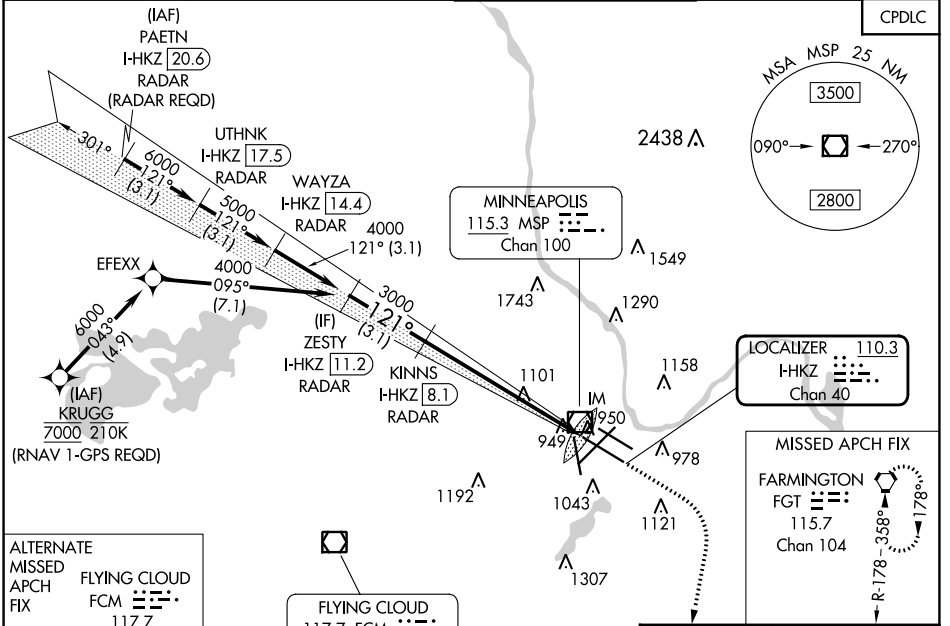 CPDLC
(IAF)
PAETN
I-HKZ 20.6
RADAR
(RADAR REQD)
301°
6000
121°
(3.1)
UTHNK
I-HKZ 17.5
RADAR
5000
121°
(3.1)
WAYZA
I-HKZ 14.4
RADAR
4000
121° (3.1)
EFEXX
4000
095°
(7.1)
6000
043°
(4.9)
(IAF)
KRUGG
7000 210K
(RNAV 1-GPS REQD)
(IF)
ZESTY
I-HKZ 11.2
RADAR
3000
121°
(3.1)
KINNS
I-HKZ 8.1
RADAR
MINNEAPOLIS
115.3 MSP
Chan 100
MSA MSP 25 NM
3500
090°
270°
2800
2438
1549
1743
1290
1158
1101
IM
950
949
978
1192
1043
1121
1307
LOCALIZER 110.3
I-HKZ
Chan 40
MISSED APCH FIX
FARMINGTON
FGT
115.7
Chan 104
R-178
358°
178°
ALTERNATE
MISSED
APCH
FIX
FLYING CLOUD
FCM
117.7
FLYING CLOUD
117.7 FCM